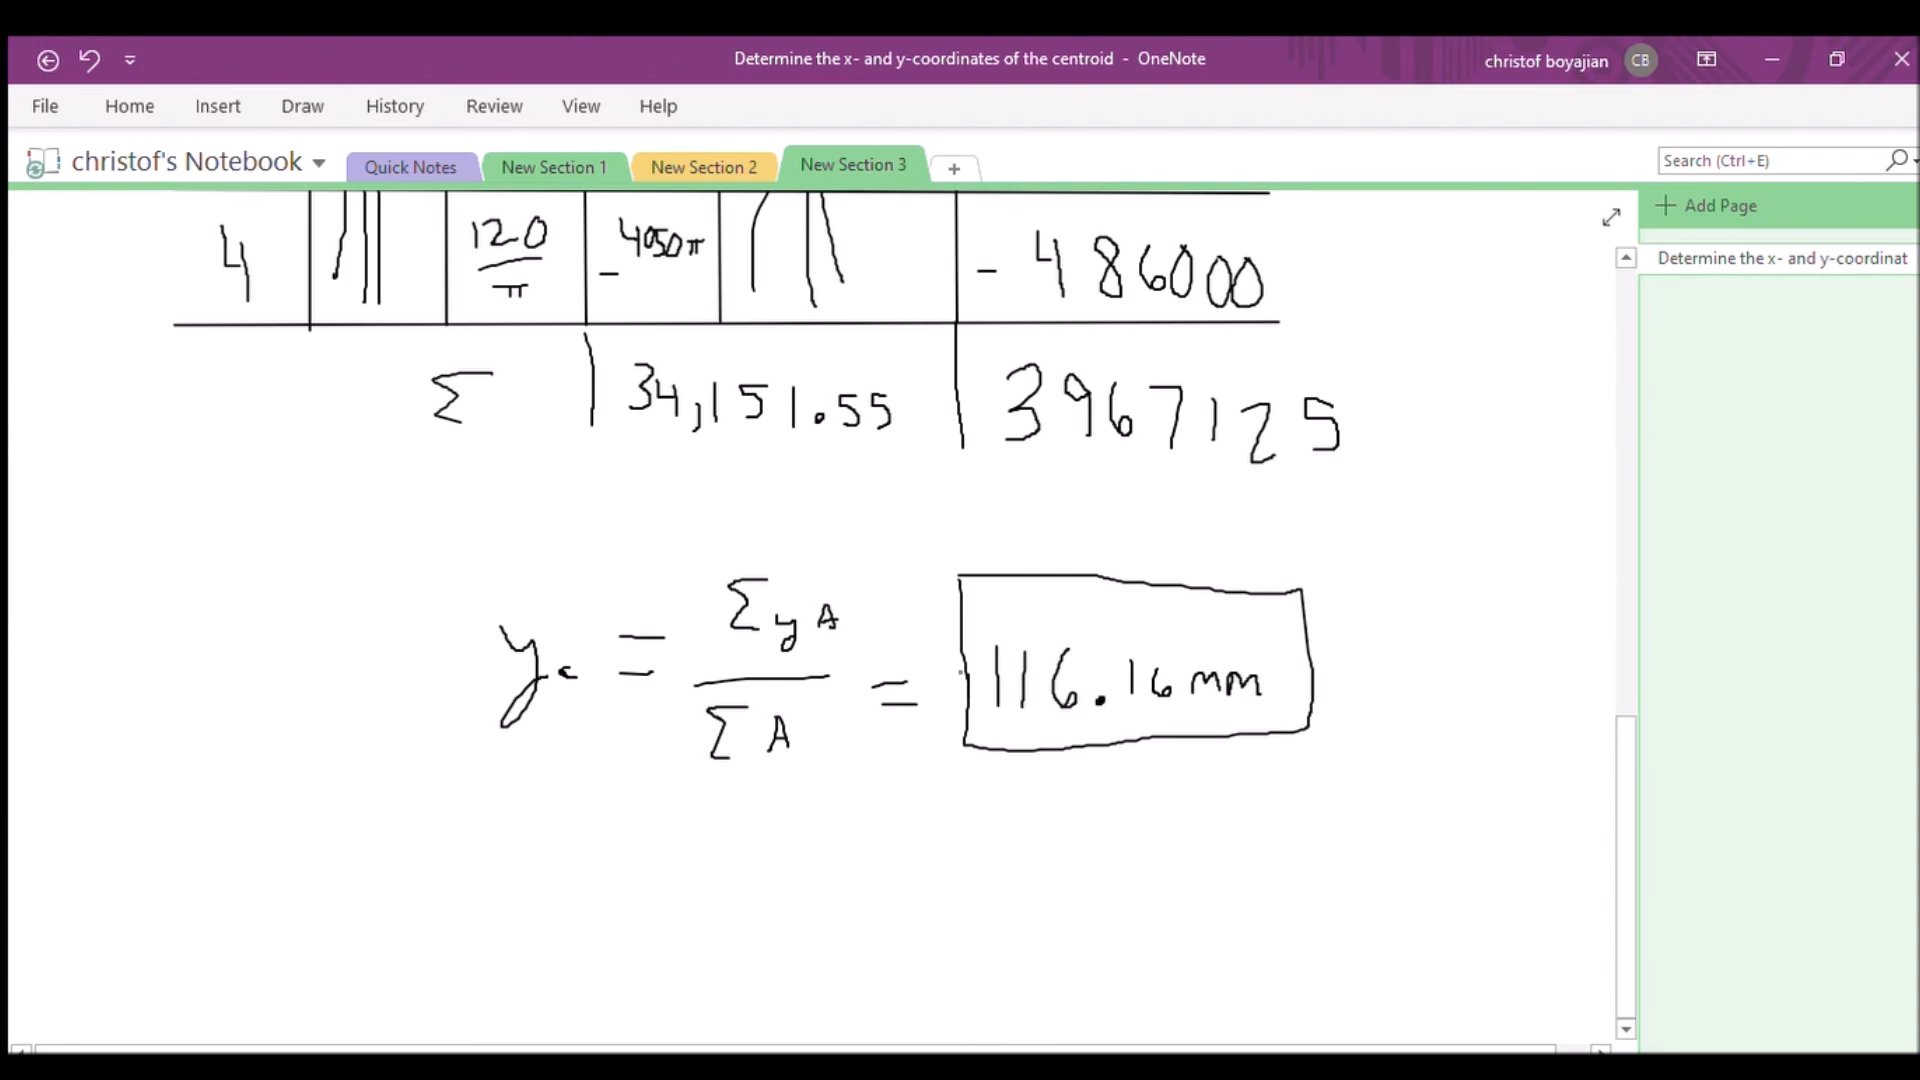 Determine the x- and y-coordinates of the centroid - OneNote
christof boyajian CB
File Home Insert Draw History Review View Help
christof's Notebook Quick Notes New Section 1 New Section 2 New Section 3 +
Search (Ctrl+E)
Add Page
Determine the x- and y-coordinat
4 120/π -4050π -486000
Σ 34,151.55 3967125
yc = ΣyA/ΣA = 116.16 mm